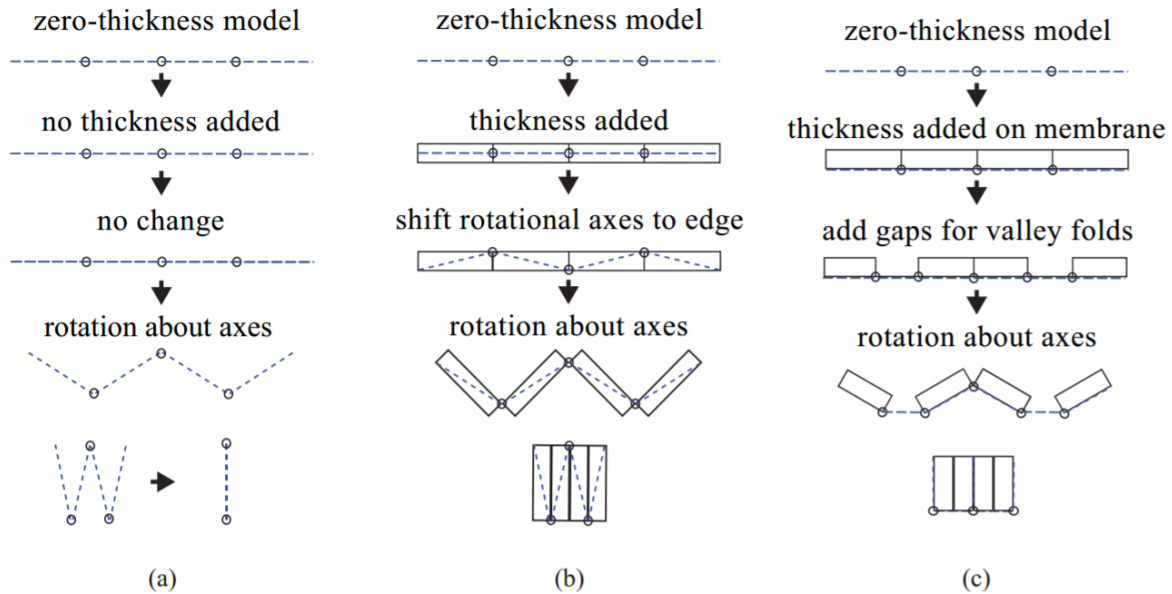 zero-thickness model
no thickness added
no change
rotation about axes
(a)
zero-thickness model
thickness added
shift rotational axes to edge
rotation about axes
(b)
zero-thickness model
thickness added on membrane
add gaps for valley folds
rotation about axes
(c)